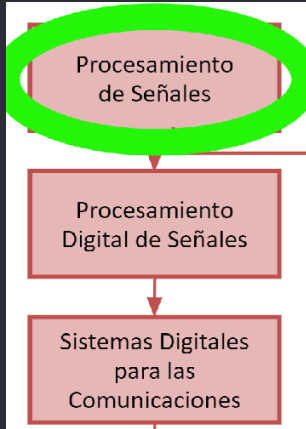 Procesamiento
de Señales
Procesamiento
Digital de Señales
Sistemas Digitales
para las
Comunicaciones